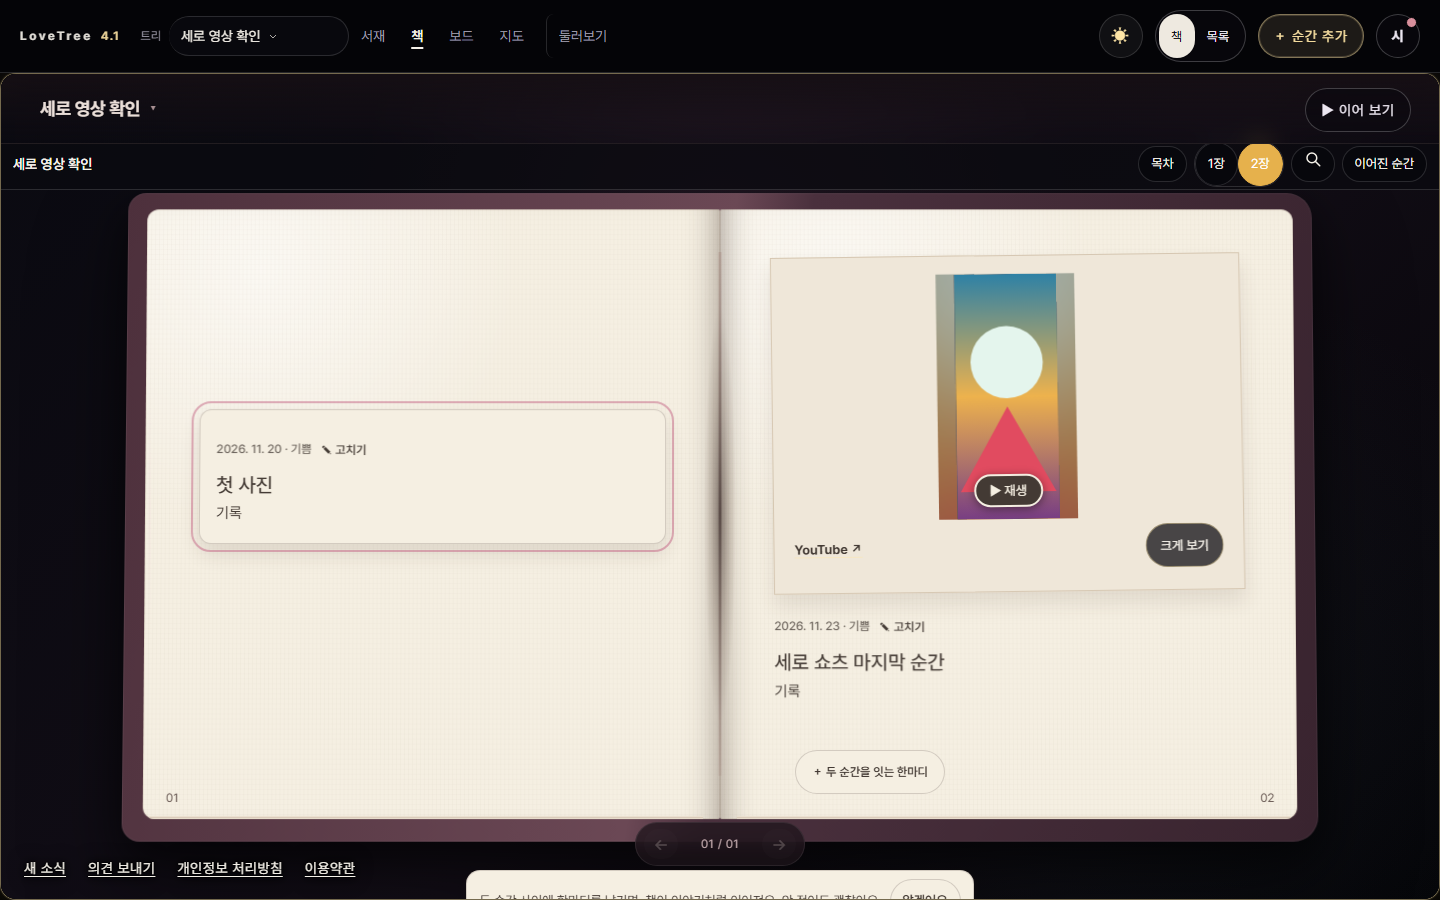 LoveTree 4.1 트리 세로 영상 확인 서재 책 보드 지도 둘러보기 책 목록 + 순간 추가 시
세로 영상 확인 ▶ 이어 보기
세로 영상 확인 목차 1장 2장 이어진 순간
2026. 11. 20 · 기쁨 고치기
첫 사진
기록
01
▶ 재생
YouTube ↗ 크게 보기
2026. 11. 23 · 기쁨 고치기
세로 쇼츠 마지막 순간
기록
+ 두 순간을 잇는 한마디
02
← 01 / 01 →
새 소식 의견 보내기 개인정보 처리방침 이용약관